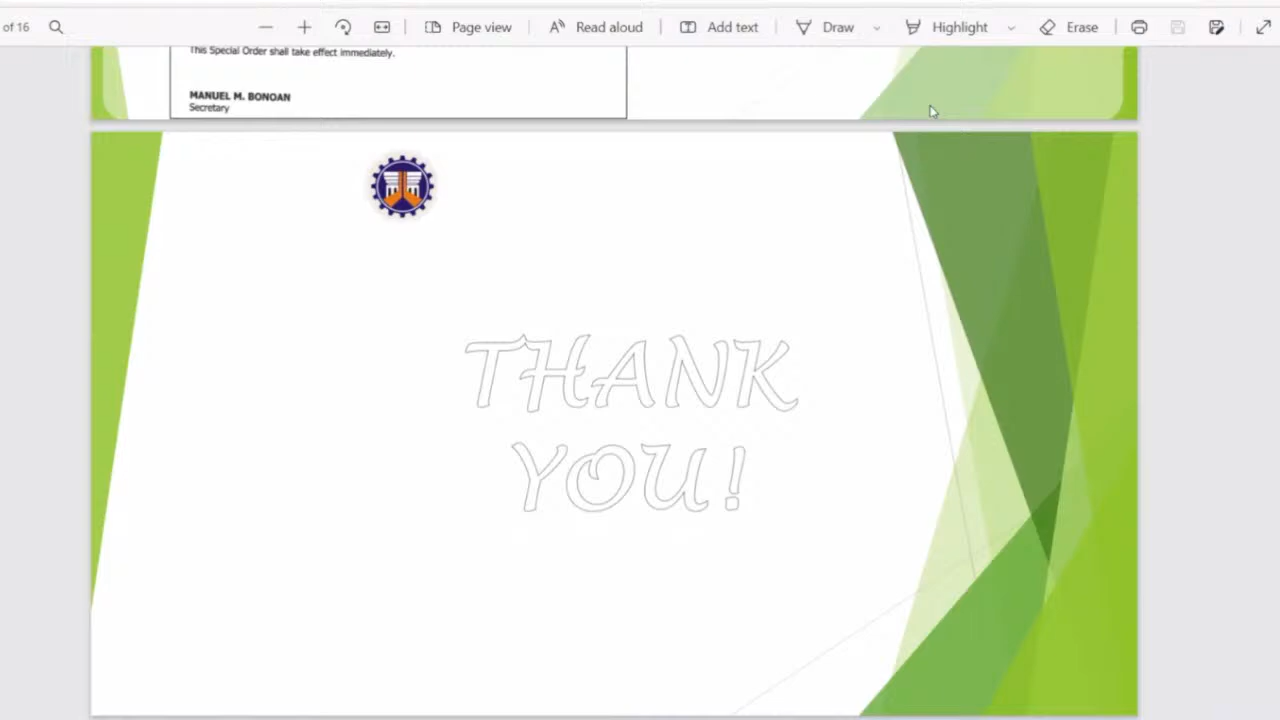 of 16
Page view
Read aloud
Add text
Draw
Highlight
Erase
This Special Order shall take effect immediately.
MANUEL M. BONOAN
Secretary
THANK
YOU!